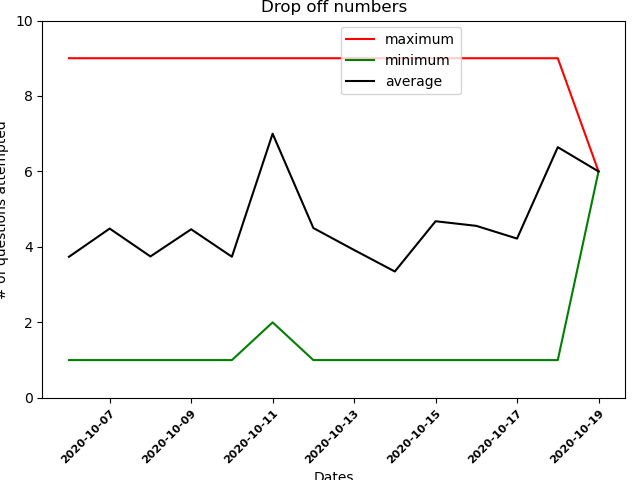 Drop off numbers
maximum
minimum
average
# of questions attempted
10
8
6
4
2
0
2020-10-07
2020-10-09
2020-10-11
2020-10-13
2020-10-15
2020-10-17
2020-10-19
Dates